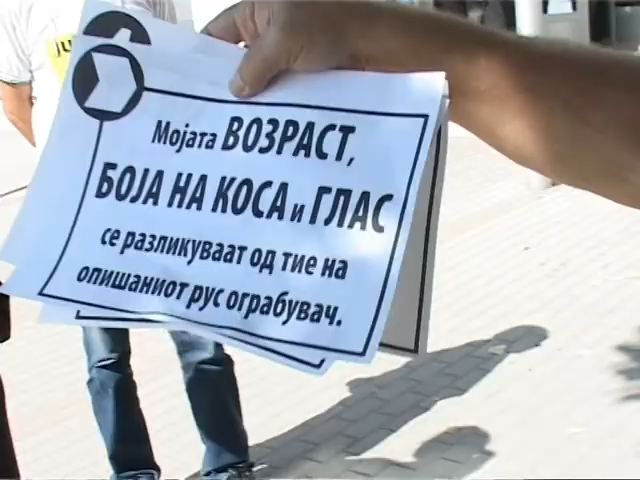 Мојата ВОЗРАСТ,
БОЈА НА КОСА и ГЛАС
се разликуваат од тие на
опишаниот рус ограбувач.